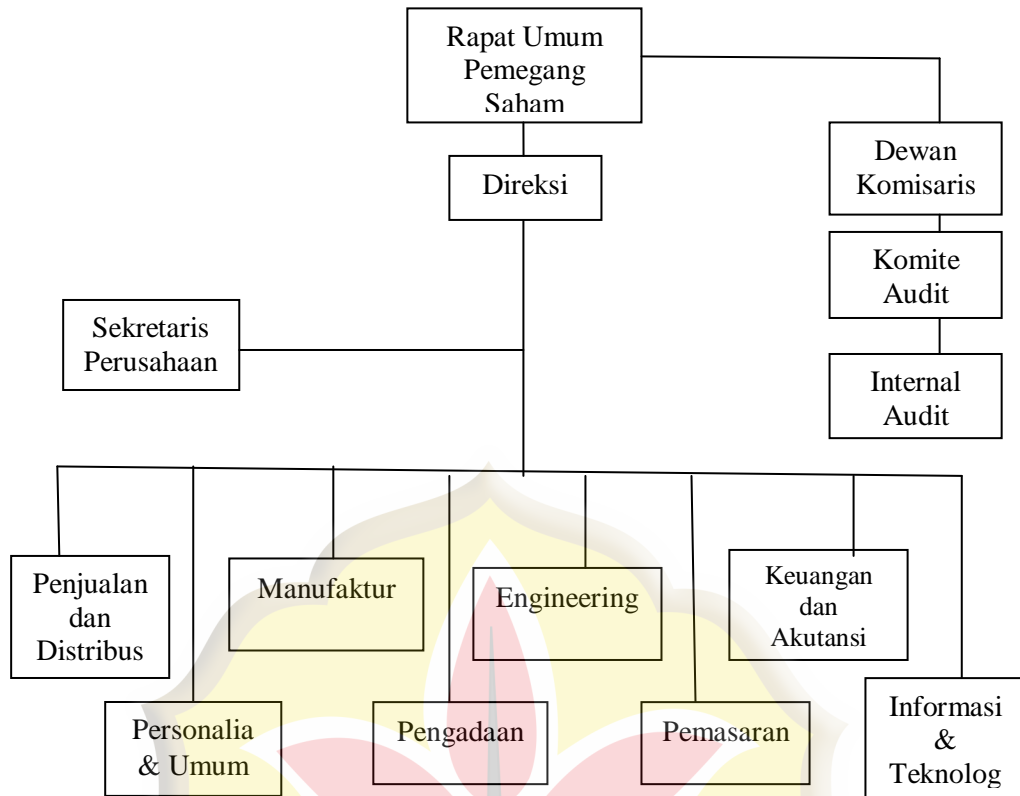 Rapat Umum
Pemegang
Saham
Direksi
Dewan
Komisaris
Komite
Audit
Sekretaris
Perusahaan
Internal
Audit
Penjualan
dan
Distribus
Manufaktur
Engineering
Keuangan
dan
Akutansi
Personalia
& Umum
Pengadaan
Pemasaran
Informasi
&
Teknolog